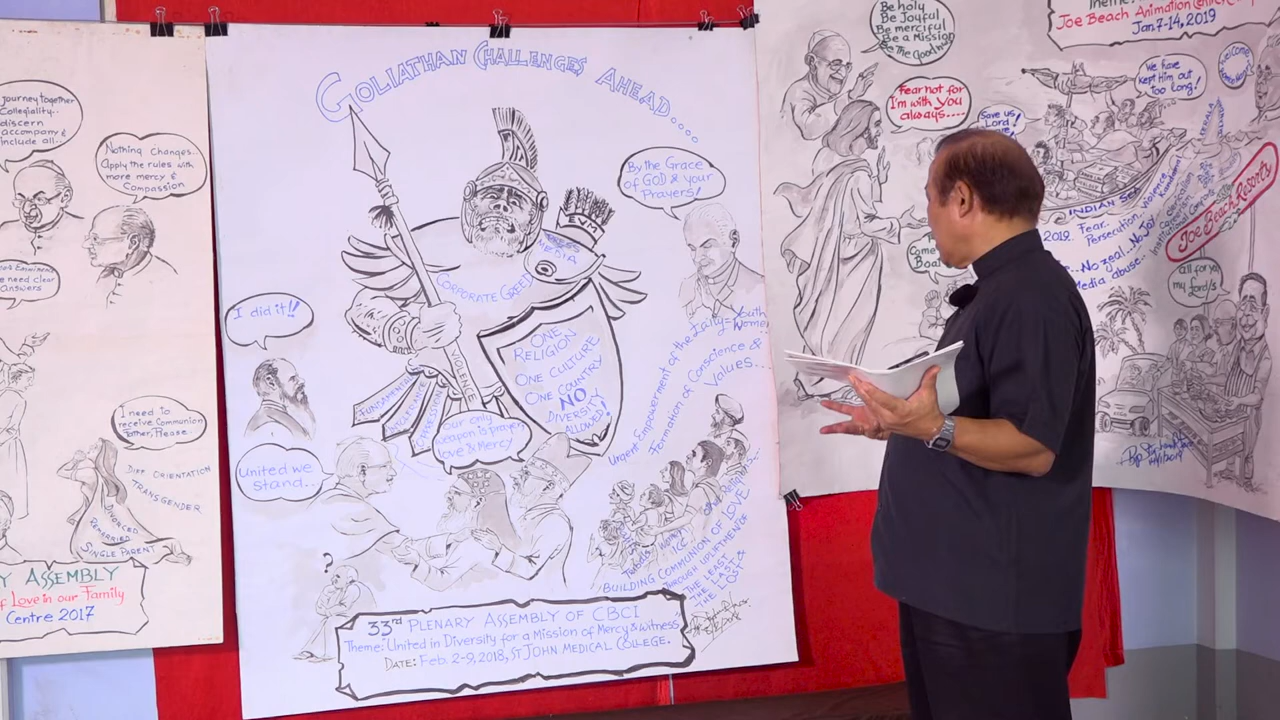 journey together
Collegiality..
discern
accompany &
include all..
Nothing Changes..
Apply the rules with
more mercy &
Compassion
need clear
answers
I need to
receive Communion
Father, Please
DIFF ORIENTATION
TRANSGENDER
DIVORCED
REMARRIED
SINGLE PARENT
Y ASSEMBLY
of Love in our Family
Centre 2017
GOLIATHAN CHALLENGES AHEAD.....
By the Grace
of GOD & your
Prayers!
MEDIA
CORPORATE GREED
I did it!!
ONE
RELIGION
ONE CULTURE
ONE COUNTRY
NO
DIVERSITY
ALLOWED!
VIOLENCE
FUNDAMENTAL
INTOLERANCE
Our only
weapon is prayer,
love & Mercy
United we
stand...
?
Urgent Empowerment of the Laity=Youth
Women
Formation of Conscience &
Values...
BUILDING COMMUNION OF LOVE
THROUGH UPLIFTMENT OF
THE LEAST
THE LAST &
LOST
33rd PLENARY ASSEMBLY OF CBCI
Theme: United in Diversity for a Mission of Mercy & Witness
DATE: Feb. 2-9, 2018, ST JOHN MEDICAL COLLEGE.
Be holy
Be Joyful
Be merciful
Be a Mission
Be the Good
Joe Beach Animation Centre
Jan. 7-14, 2019
Fear not for
I'm with You
always....
Save us
Lord
We have
kept Him out
too long!
Welcome
KERALA
INDIAN
2019.. Fear..
Persecution, violence
No zeal...No Joy
Media abuse..
Come
Boat
Joe Beach Resorts
all for you
my Lord/s